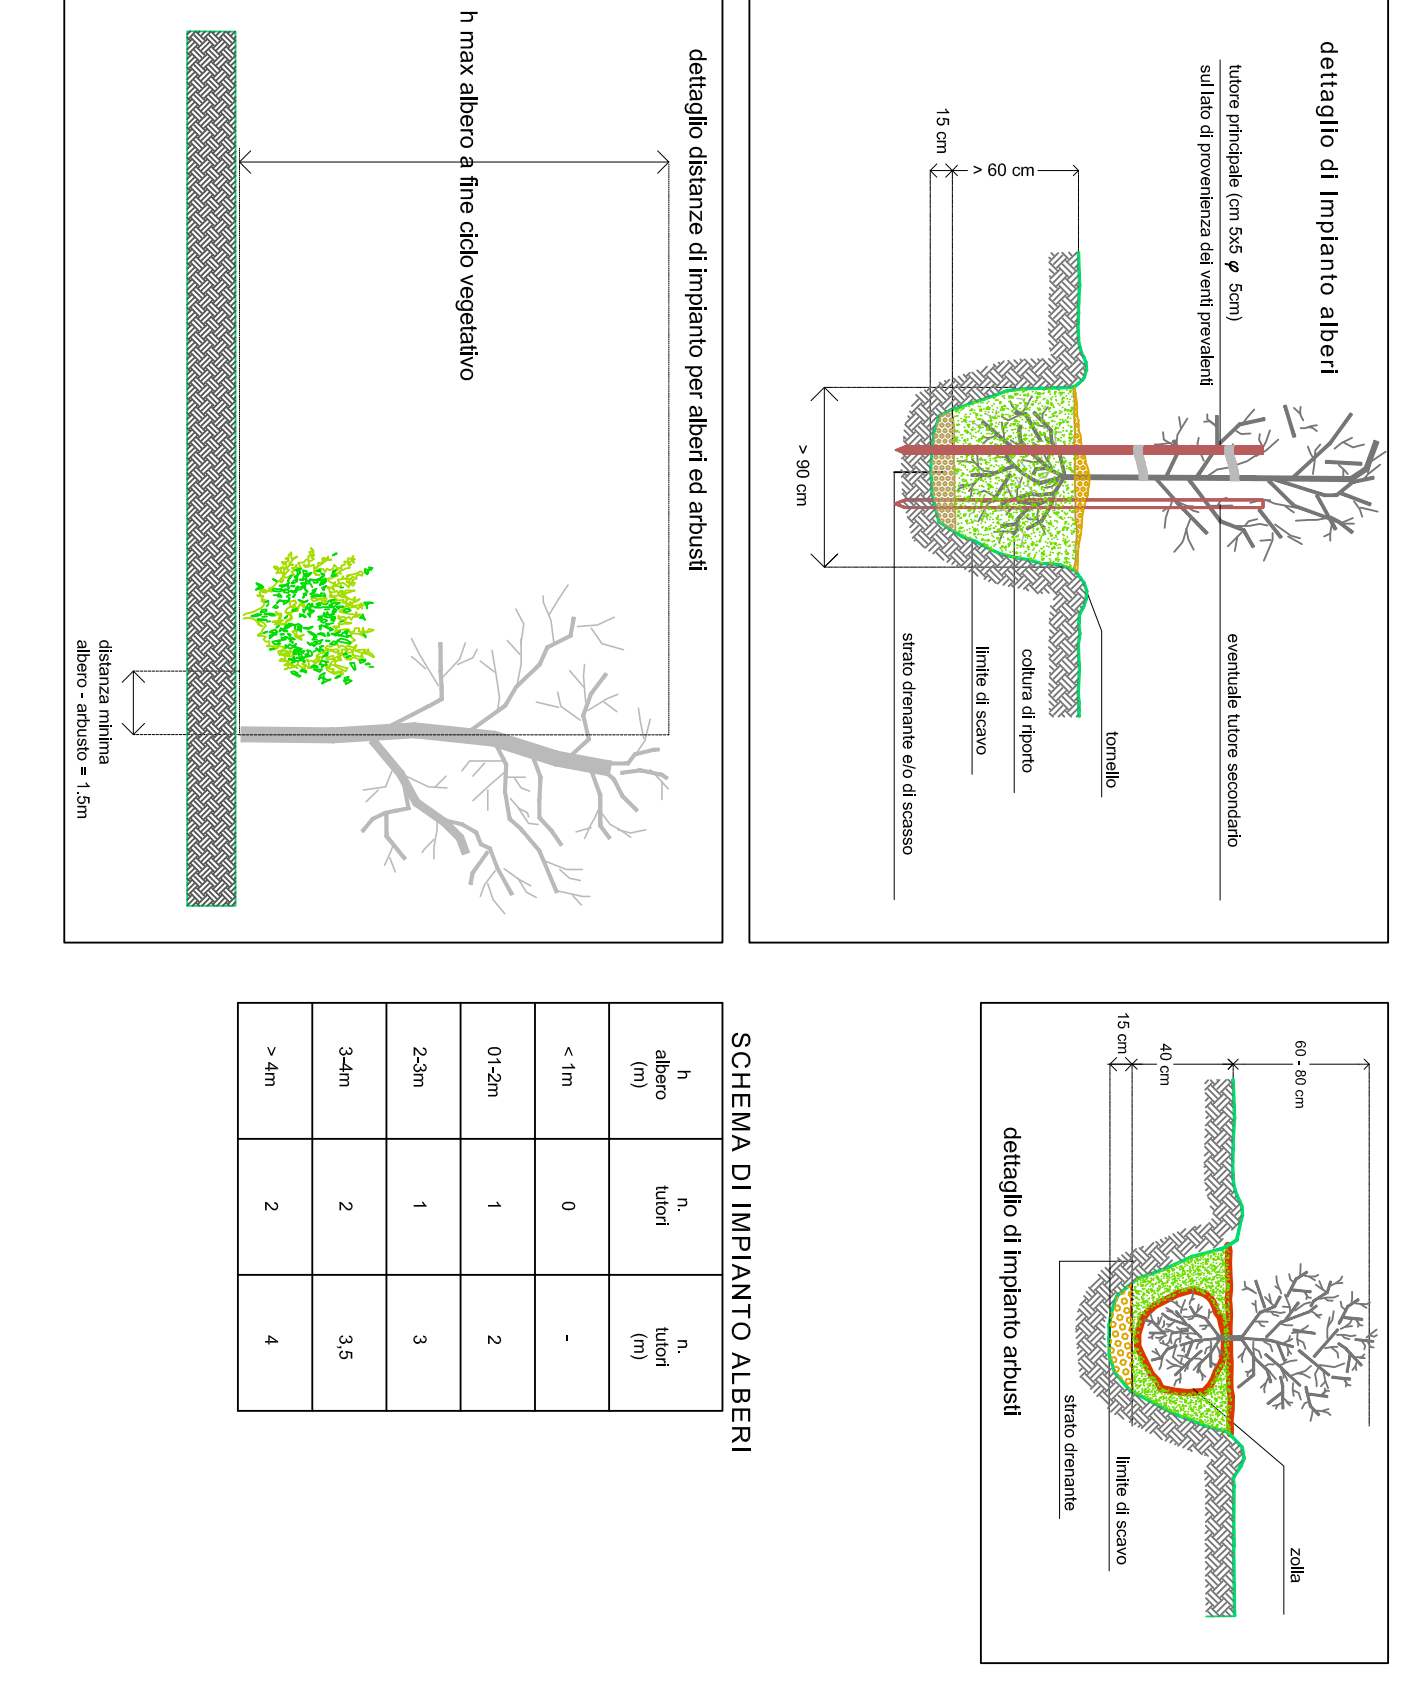 dettaglio di Impianto alberi
tutore principale (cm 5x5 φ 5cm)
sul lato di provenienza dei venti prevalenti
eventuale tutore secondario
> 60 cm
15 cm
> 90 cm
tornello
coltura di riporto
limite di scavo
strato drenante e/o di scasso
60 - 80 cm
40 cm
15 cm
zolla
limite di scavo
strato drenante
dettaglio di impianto arbusti
dettaglio distanze di impianto per alberi ed arbusti
h max albero a fine ciclo vegetativo
distanza minima
albero - arbusto = 1.5m
SCHEMA DI IMPIANTO ALBERI
h albero (m) n. tutori n. tutori (m)
< 1m 0 -
01-2m 1 2
2-3m 1 3
3-4m 2 3,5
> 4m 2 4